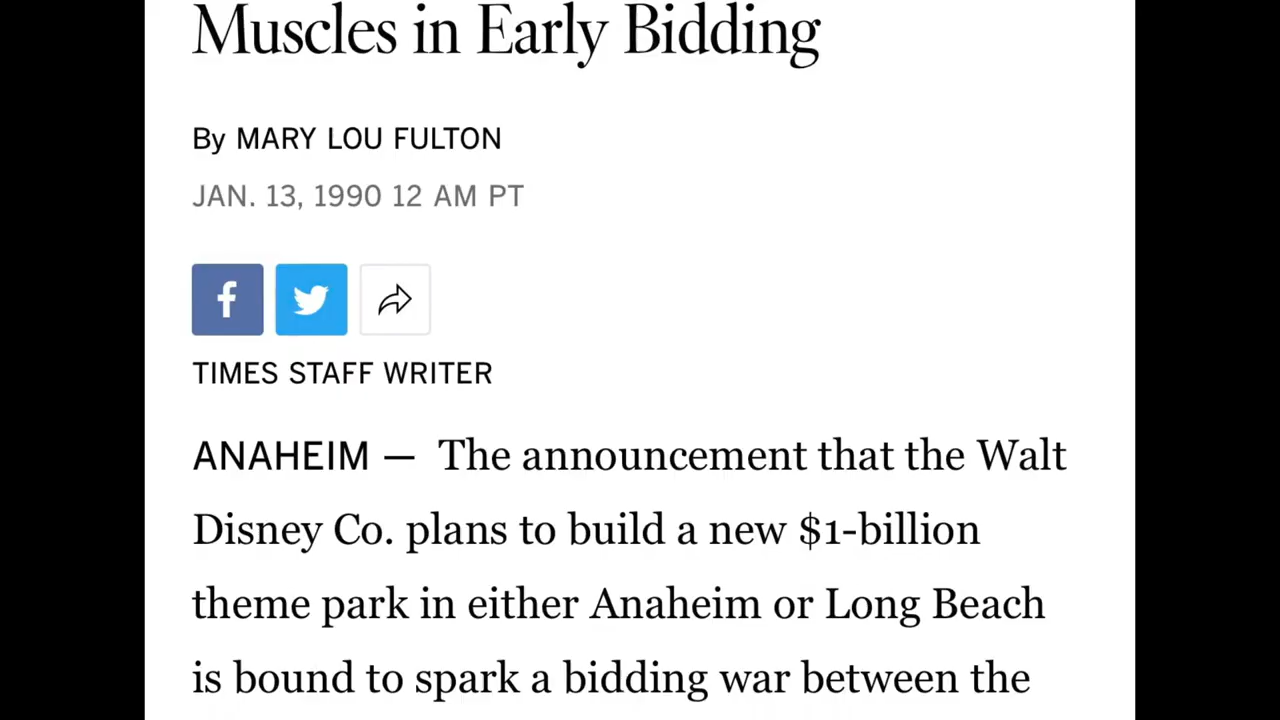 Muscles in Early Bidding
By MARY LOU FULTON
JAN. 13, 1990 12 AM PT
f
TIMES STAFF WRITER
ANAHEIM — The announcement that the Walt
Disney Co. plans to build a new $1-billion
theme park in either Anaheim or Long Beach
is bound to spark a bidding war between the